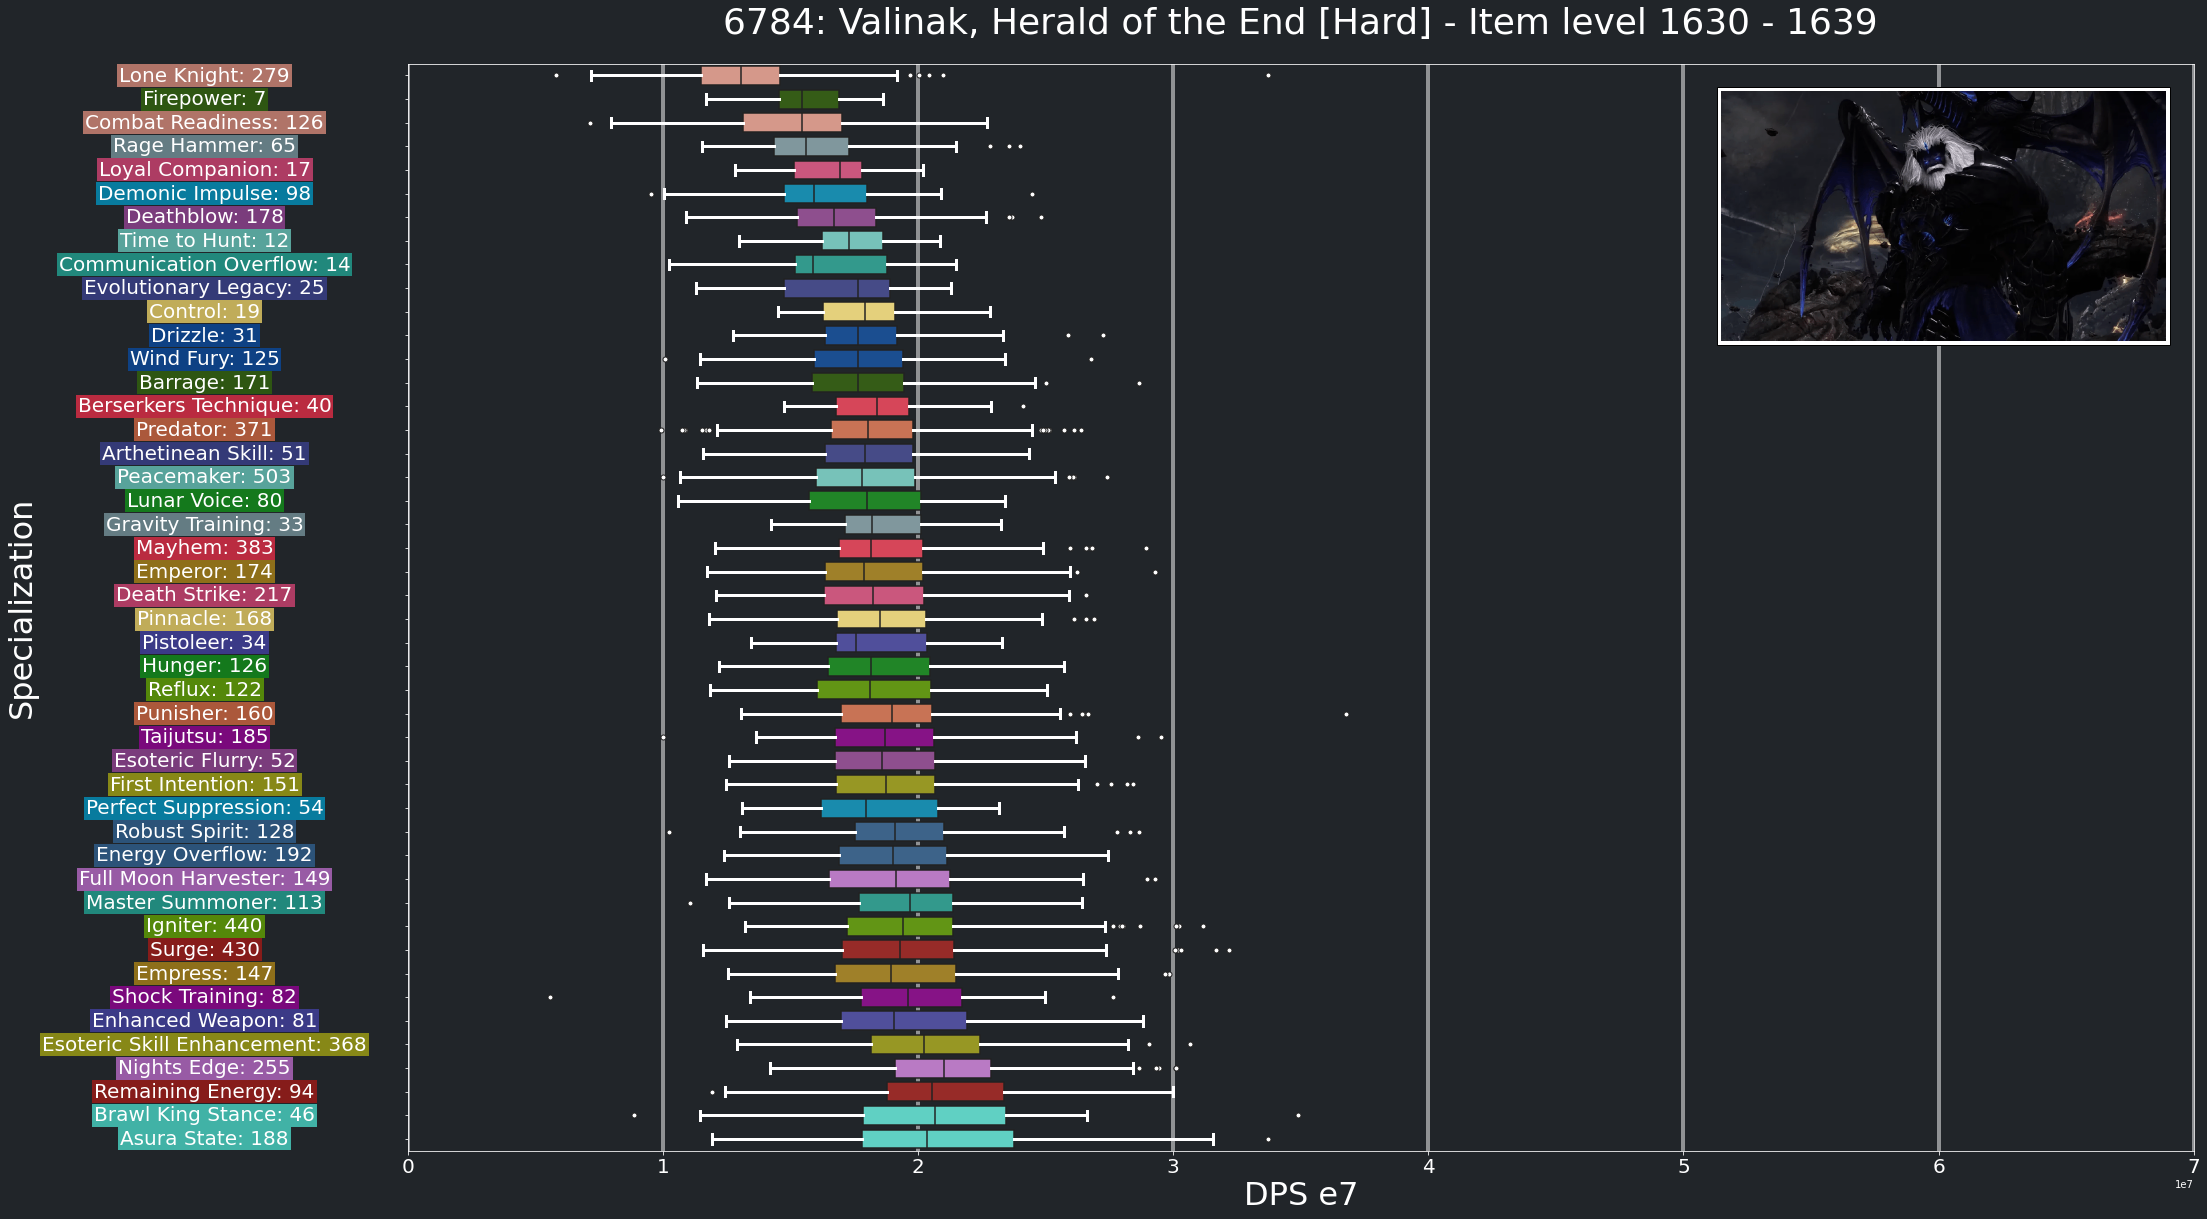 6784: Valinak, Herald of the End [Hard] - Item level 1630 - 1639
Specialization
Lone Knight: 279
Firepower: 7
Combat Readiness: 126
Rage Hammer: 65
Loyal Companion: 17
Demonic Impulse: 98
Deathblow: 178
Time to Hunt: 12
Communication Overflow: 14
Evolutionary Legacy: 25
Control: 19
Drizzle: 31
Wind Fury: 125
Barrage: 171
Berserkers Technique: 40
Predator: 371
Arthetinean Skill: 51
Peacemaker: 503
Lunar Voice: 80
Gravity Training: 33
Mayhem: 383
Emperor: 174
Death Strike: 217
Pinnacle: 168
Pistoleer: 34
Hunger: 126
Reflux: 122
Punisher: 160
Taijutsu: 185
Esoteric Flurry: 52
First Intention: 151
Perfect Suppression: 54
Robust Spirit: 128
Energy Overflow: 192
Full Moon Harvester: 149
Master Summoner: 113
Igniter: 440
Surge: 430
Empress: 147
Shock Training: 82
Enhanced Weapon: 81
Esoteric Skill Enhancement: 368
Nights Edge: 255
Remaining Energy: 94
Brawl King Stance: 46
Asura State: 188
0 1 2 3 4 5 6 7
1e7
DPS e7